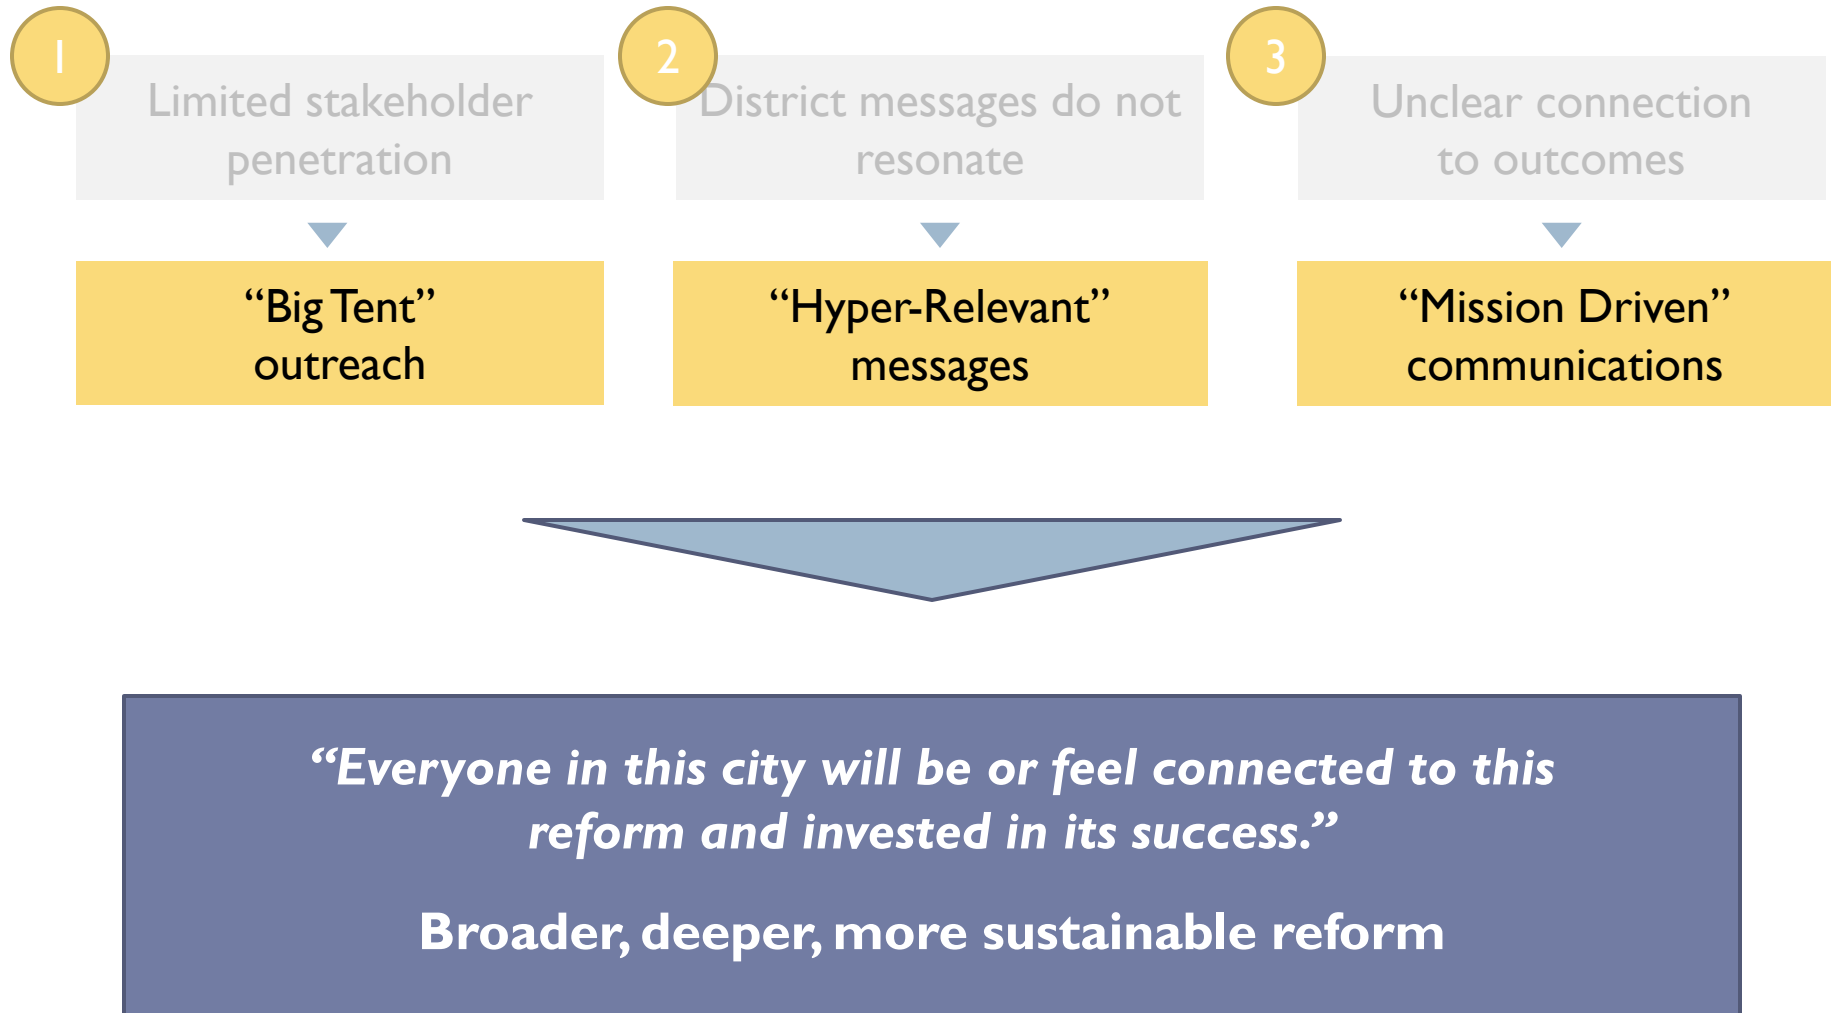 1
Limited stakeholder
penetration
2
District messages do not
resonate
3
Unclear connection
to outcomes
“Big Tent”
outreach
“Hyper-Relevant”
messages
“Mission Driven”
communications
“Everyone in this city will be or feel connected to this
reform and invested in its success.”
Broader, deeper, more sustainable reform